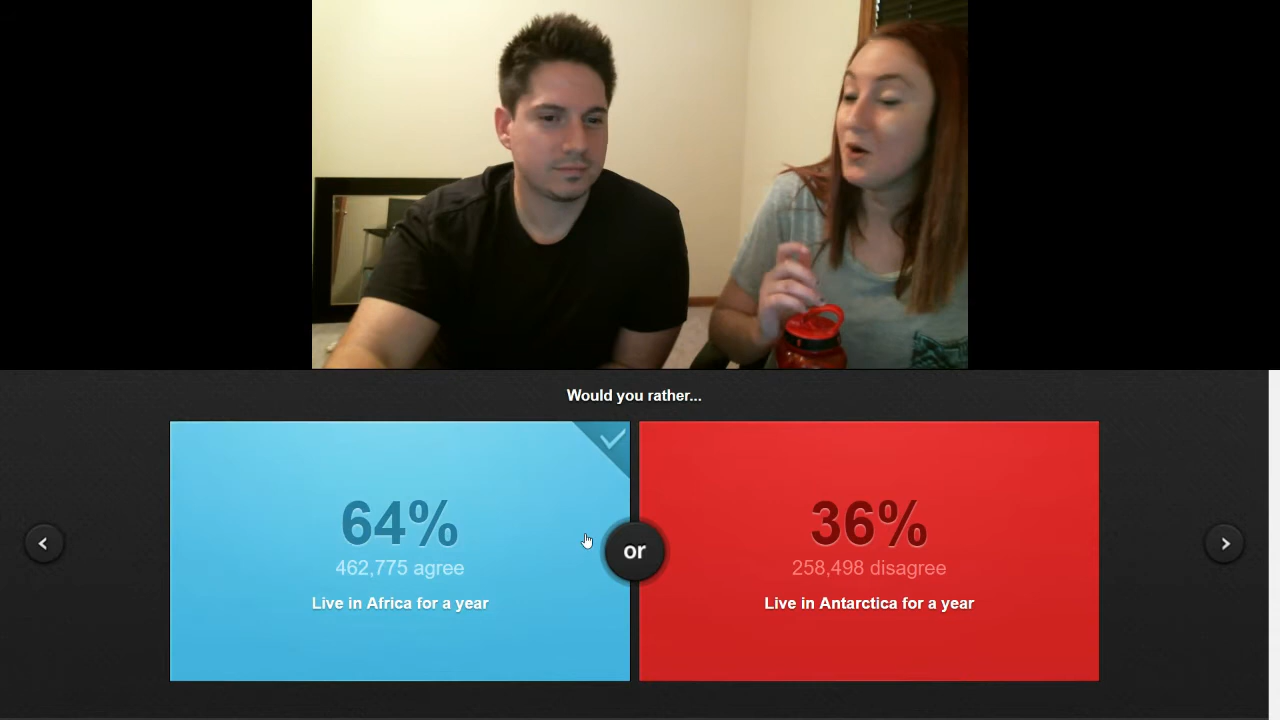 Would you rather...
64%
462,775 agree
Live in Africa for a year
or
36%
258,498 disagree
Live in Antarctica for a year